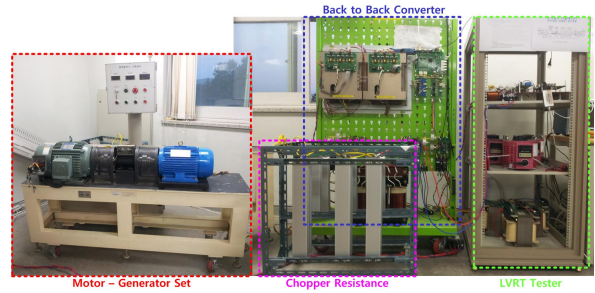 Back to Back Converter
Motor – Generator Set
Chopper Resistance
LVRT Tester